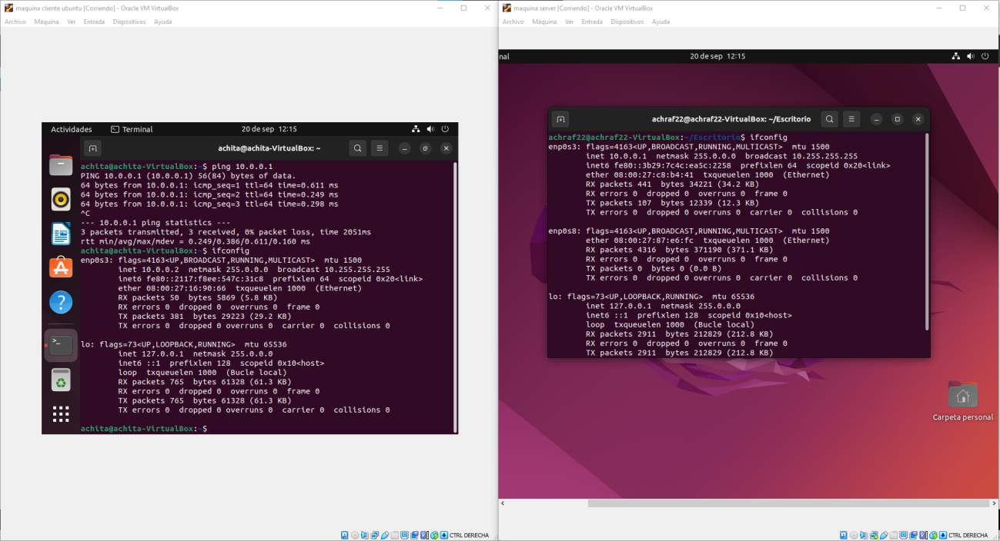 maquina cliente ubuntu [Corriendo] - Oracle VM VirtualBox
Archivo Máquina Ver Entrada Dispositivos Ayuda
Actividades Terminal 20 de sep 12:15
achita@achita-VirtualBox: ~
achita@achita-VirtualBox:~$ ping 10.0.0.1
PING 10.0.0.1 (10.0.0.1) 56(84) bytes of data.
64 bytes from 10.0.0.1: icmp_seq=1 ttl=64 time=0.611 ms
64 bytes from 10.0.0.1: icmp_seq=2 ttl=64 time=0.249 ms
64 bytes from 10.0.0.1: icmp_seq=3 ttl=64 time=0.298 ms
^C
--- 10.0.0.1 ping statistics ---
3 packets transmitted, 3 received, 0% packet loss, time 2051ms
rtt min/avg/max/mdev = 0.249/0.386/0.611/0.160 ms
achita@achita-VirtualBox:~$ ifconfig
enp0s3: flags=4163<UP,BROADCAST,RUNNING,MULTICAST>  mtu 1500
inet 10.0.0.2  netmask 255.0.0.0  broadcast 10.255.255.255
inet6 fe80::2117:f8ee:547c:31c8  prefixlen 64  scopeid 0x20<link>
ether 08:00:27:16:90:66  txqueuelen 1000  (Ethernet)
RX packets 50  bytes 5869 (5.8 KB)
RX errors 0  dropped 0  overruns 0  frame 0
TX packets 381  bytes 29223 (29.2 KB)
TX errors 0  dropped 0 overruns 0  carrier 0  collisions 0
lo: flags=73<UP,LOOPBACK,RUNNING>  mtu 65536
inet 127.0.0.1  netmask 255.0.0.0
inet6 ::1  prefixlen 128  scopeid 0x10<host>
loop  txqueuelen 1000  (Bucle local)
RX packets 765  bytes 61328 (61.3 KB)
RX errors 0  dropped 0  overruns 0  frame 0
TX packets 765  bytes 61328 (61.3 KB)
TX errors 0  dropped 0 overruns 0  carrier 0  collisions 0
achita@achita-VirtualBox:~$
CTRL DERECHA
maquina server [Corriendo] - Oracle VM VirtualBox
Archivo Máquina Ver Entrada Dispositivos Ayuda
nal 20 de sep 12:15
achraf22@achraf22-VirtualBox: ~/Escritorio
achraf22@achraf22-VirtualBox:~/Escritorio$ ifconfig
enp0s3: flags=4163<UP,BROADCAST,RUNNING,MULTICAST>  mtu 1500
inet 10.0.0.1  netmask 255.0.0.0  broadcast 10.255.255.255
inet6 fe80::3b29:7c4c:ea5c:2258  prefixlen 64  scopeid 0x20<link>
ether 08:00:27:c8:b4:41  txqueuelen 1000  (Ethernet)
RX packets 441  bytes 34221 (34.2 KB)
RX errors 0  dropped 0  overruns 0  frame 0
TX packets 107  bytes 12339 (12.3 KB)
TX errors 0  dropped 0 overruns 0  carrier 0  collisions 0
enp0s8: flags=4163<UP,BROADCAST,RUNNING,MULTICAST>  mtu 1500
ether 08:00:27:87:e6:fc  txqueuelen 1000  (Ethernet)
RX packets 4316  bytes 371190 (371.1 KB)
RX errors 0  dropped 0  overruns 0  frame 0
TX packets 0  bytes 0 (0.0 B)
TX errors 0  dropped 0 overruns 0  carrier 0  collisions 0
lo: flags=73<UP,LOOPBACK,RUNNING>  mtu 65536
inet 127.0.0.1  netmask 255.0.0.0
inet6 ::1  prefixlen 128  scopeid 0x10<host>
loop  txqueuelen 1000  (Bucle local)
RX packets 2911  bytes 212829 (212.8 KB)
RX errors 0  dropped 0  overruns 0  frame 0
TX packets 2911  bytes 212829 (212.8 KB)
Carpeta personal
CTRL DERECHA